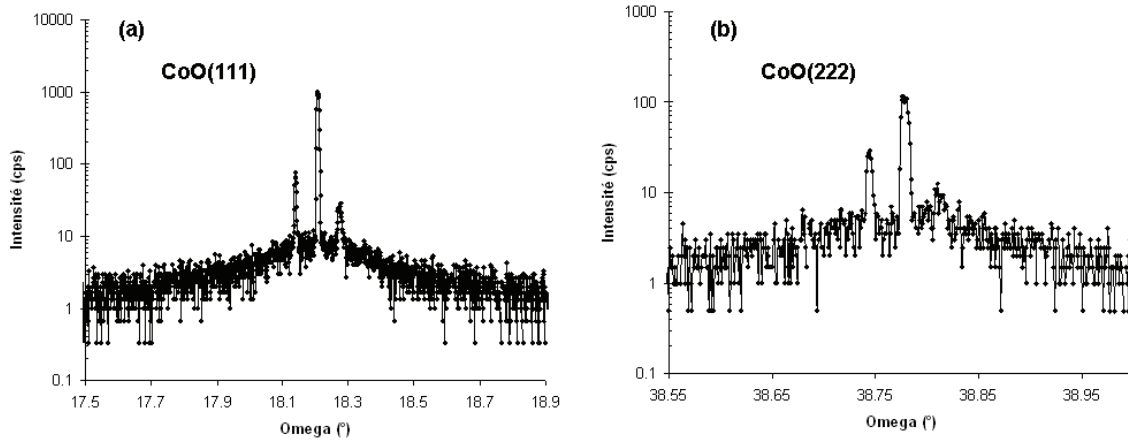 (a)
CoO(111)
Intensité (cps)
10000
1000
100
10
1
0.1
17.5 17.7 17.9 18.1 18.3 18.5 18.7 18.9
Omega (°)
(b)
CoO(222)
Intensité (cps)
1000
100
10
1
0.1
38.55 38.65 38.75 38.85 38.95
Omega (°)